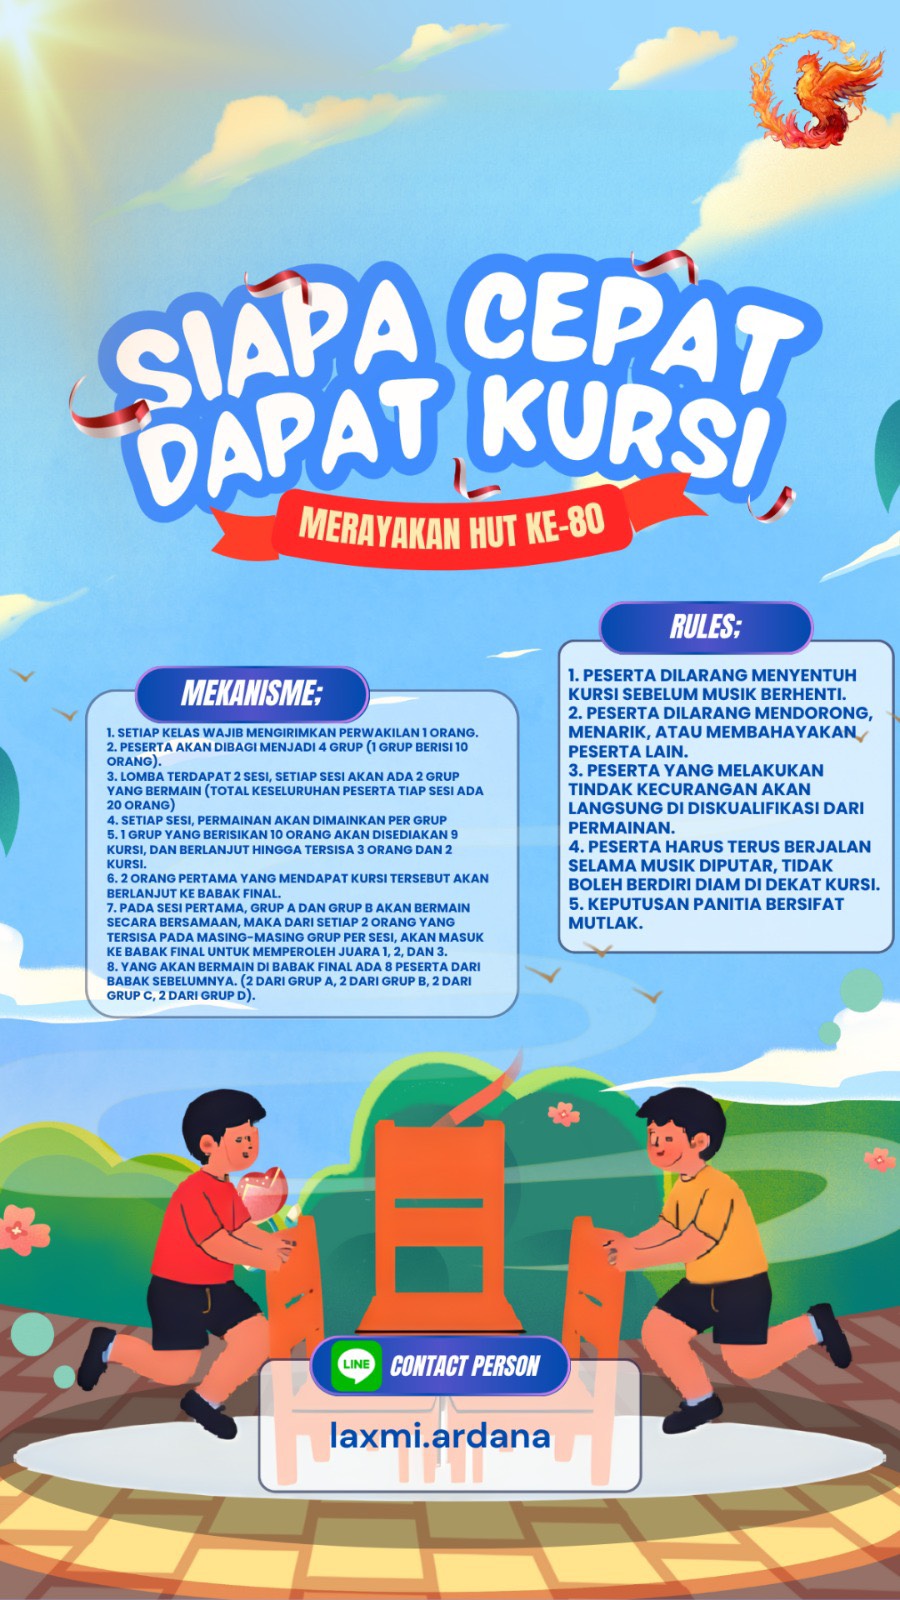 SIAPA CEPAT
DAPAT KURSI
MERAYAKAN HUT KE-80
MEKANISME;
1. SETIAP KELAS WAJIB MENGIRIMKAN PERWAKILAN 1 ORANG.
2. PESERTA AKAN DIBAGI MENJADI 4 GRUP (1 GRUP BERISI 10
ORANG).
3. LOMBA TERDAPAT 2 SESI, SETIAP SESI AKAN ADA 2 GRUP
YANG BERMAIN (TOTAL KESELURUHAN PESERTA TIAP SESI ADA
20 ORANG)
4. SETIAP SESI, PERMAINAN AKAN DIMAINKAN PER GRUP
5. 1 GRUP YANG BERISIKAN 10 ORANG AKAN DISEDIAKAN 9
KURSI, DAN BERLANJUT HINGGA TERSISA 3 ORANG DAN 2
KURSI.
6. 2 ORANG PERTAMA YANG MENDAPAT KURSI TERSEBUT AKAN
BERLANJUT KE BABAK FINAL.
7. PADA SESI PERTAMA, GRUP A DAN GRUP B AKAN BERMAIN
SECARA BERSAMAAN, MAKA DARI SETIAP 2 ORANG YANG
TERSISA PADA MASING-MASING GRUP PER SESI, AKAN MASUK
KE BABAK FINAL UNTUK MEMPEROLEH JUARA 1, 2, DAN 3.
8. YANG AKAN BERMAIN DI BABAK FINAL ADA 8 PESERTA DARI
BABAK SEBELUMNYA. (2 DARI GRUP A, 2 DARI GRUP B, 2 DARI
GRUP C, 2 DARI GRUP D).
RULES;
1. PESERTA DILARANG MENYENTUH
KURSI SEBELUM MUSIK BERHENTI.
2. PESERTA DILARANG MENDORONG,
MENARIK, ATAU MEMBAHAYAKAN
PESERTA LAIN.
3. PESERTA YANG MELAKUKAN
TINDAK KECURANGAN AKAN
LANGSUNG DI DISKUALIFIKASI DARI
PERMAINAN.
4. PESERTA HARUS TERUS BERJALAN
SELAMA MUSIK DIPUTAR, TIDAK
BOLEH BERDIRI DIAM DI DEKAT KURSI.
5. KEPUTUSAN PANITIA BERSIFAT
MUTLAK.
LINE CONTACT PERSON
laxmi.ardana